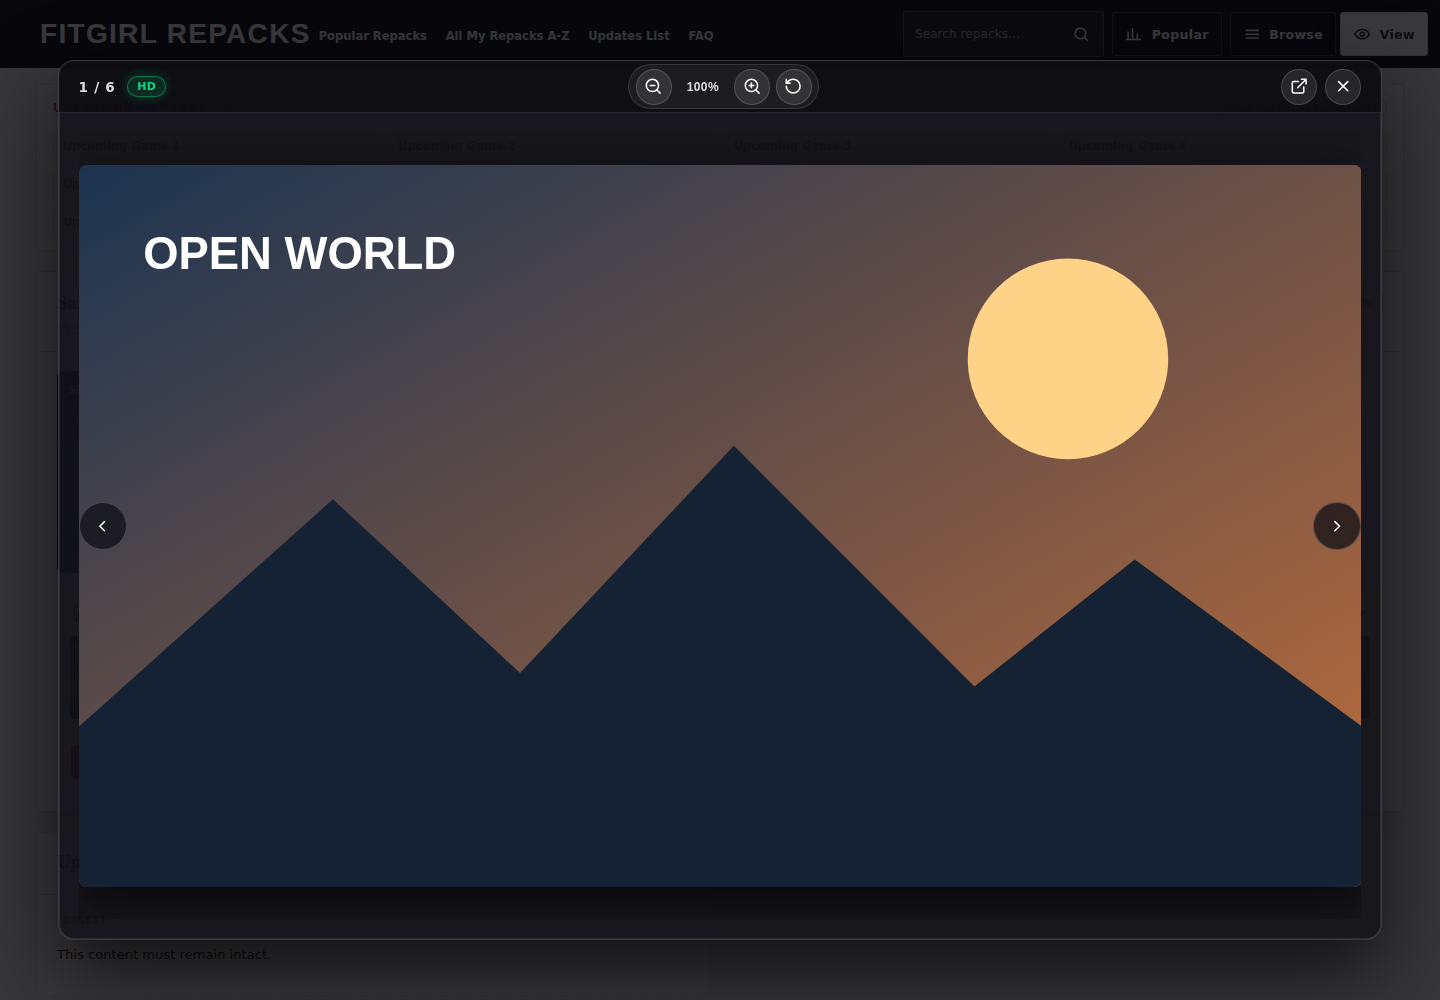 FITGIRL REPACKS Popular Repacks All My Repacks A-Z Updates List FAQ Search repacks... Popular Browse View
1 / 6 HD 100%
Upcoming Game 1 Upcoming Game 2 Upcoming Game 3 Upcoming Game 4
OPEN WORLD
This content must remain intact.